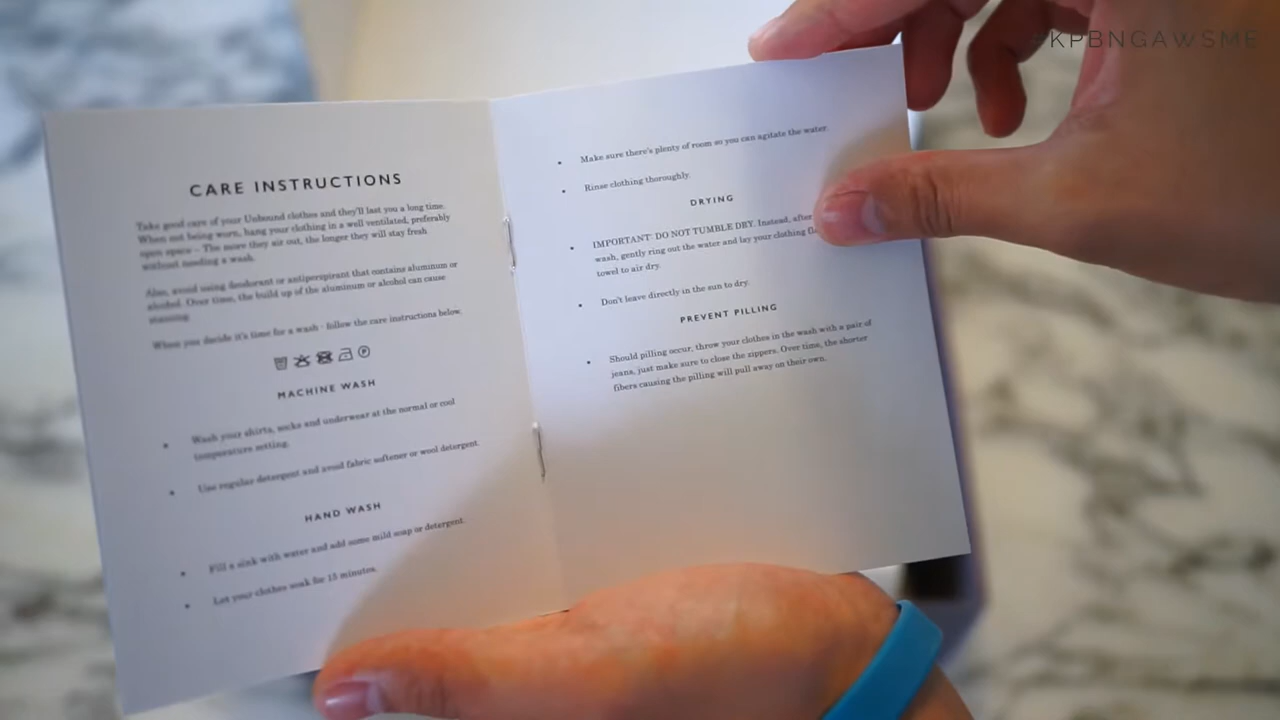 #KPBNGAWSME
CARE INSTRUCTIONS
Take good care of your Unbound clothes and they'll last you a long time.
When not being worn, hang your clothing in a well ventilated, preferably
open space – The more they air out, the longer they will stay fresh
without needing a wash.
Also, avoid using deodorant or antiperspirant that contains aluminum or
alcohol. Over time, the build up of the aluminum or alcohol can cause
staining.
When you decide it's time for a wash - follow the care instructions below.
P
MACHINE WASH
• Wash your shirts, socks and underwear at the normal or cool
temperature setting.
• Use regular detergent and avoid fabric softener or wool detergent.
HAND WASH
• Fill a sink with water and add some mild soap or detergent.
• Let your clothes soak for 15 minutes.
• Make sure there's plenty of room so you can agitate the water.
• Rinse clothing thoroughly.
DRYING
• IMPORTANT: DO NOT TUMBLE DRY. Instead, after
wash, gently ring out the water and lay your clothing
towel to air dry.
• Don't leave directly in the sun to dry.
PREVENT PILLING
• Should pilling occur, throw your clothes in the wash with a pair of
jeans, just make sure to close the zippers. Over time, the shorter
fibers causing the pilling will pull away on their own.